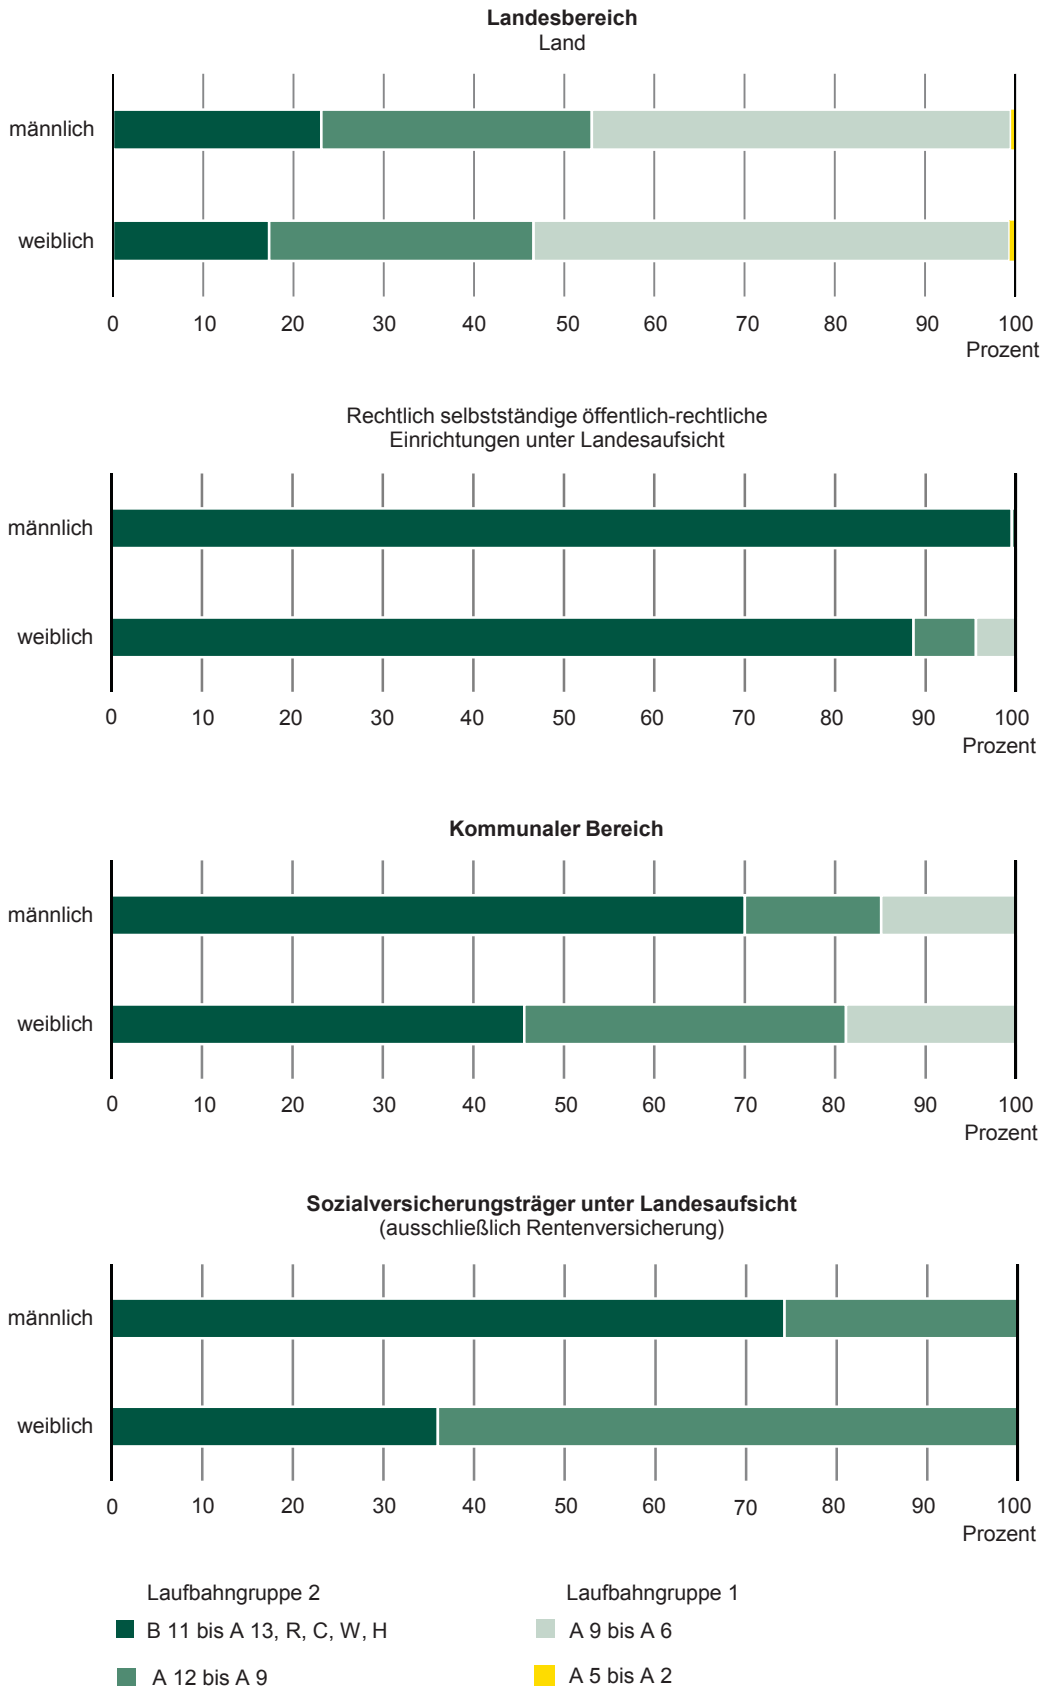 Landesbereich
Land
männlich
weiblich
0 10 20 30 40 50 60 70 80 90 100
Prozent
Rechtlich selbstständige öffentlich-rechtliche
Einrichtungen unter Landesaufsicht
männlich
weiblich
0 10 20 30 40 50 60 70 80 90 100
Prozent
Kommunaler Bereich
männlich
weiblich
0 10 20 30 40 50 60 70 80 90 100
Prozent
Sozialversicherungsträger unter Landesaufsicht
(ausschließlich Rentenversicherung)
männlich
weiblich
0 10 20 30 40 50 60 70 80 90 100
Prozent
Laufbahngruppe 2 Laufbahngruppe 1
B 11 bis A 13, R, C, W, H A 9 bis A 6
A 12 bis A 9 A 5 bis A 2